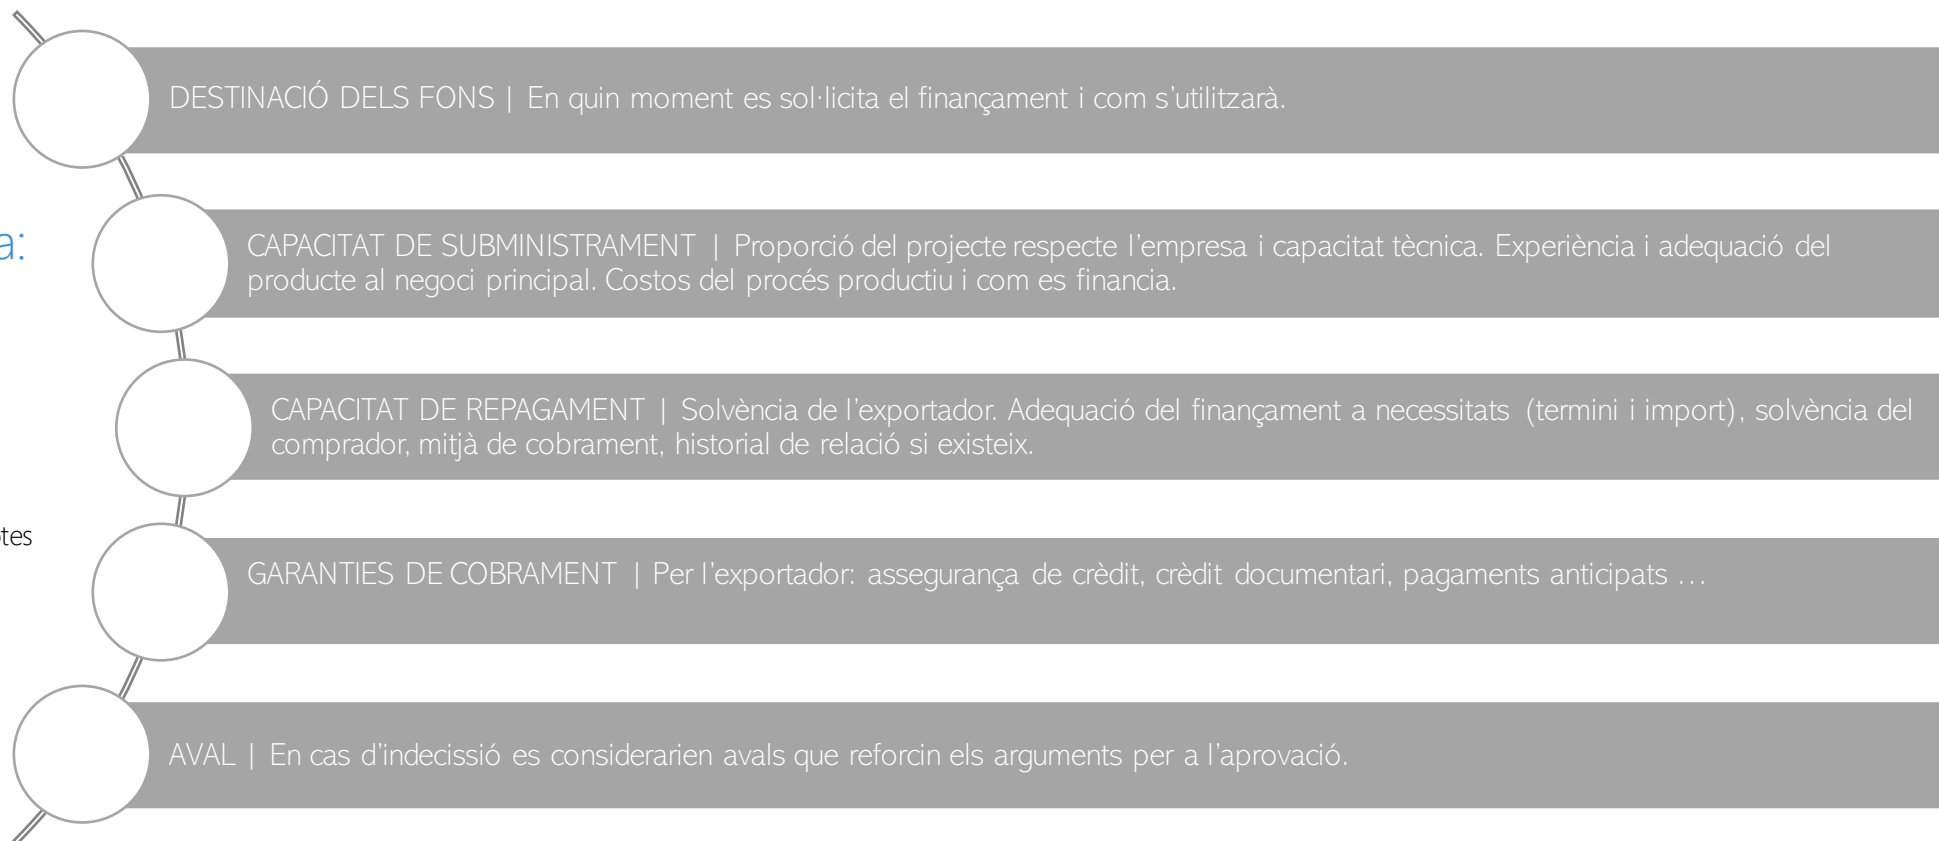 DESTINACIÓ DELS FONS | En quin moment es sol·licita el finançament i com s'utilitzarà.
a:
CAPACITAT DE SUBMINISTRAMENT | Proporció del projecte respecte l'empresa i capacitat tècnica. Experiència i adequació del
producte al negoci principal. Costos del procés productiu i com es financia.
CAPACITAT DE REPAGAMENT | Solvència de l'exportador. Adequació del finançament a necessitats (termini i import), solvència del
comprador, mitjà de cobrament, historial de relació si existeix.
tes
GARANTIES DE COBRAMENT | Per l'exportador: assegurança de crèdit, crèdit documentari, pagaments anticipats …
AVAL | En cas d'indecissió es considerarien avals que reforcin els arguments per a l'aprovació.